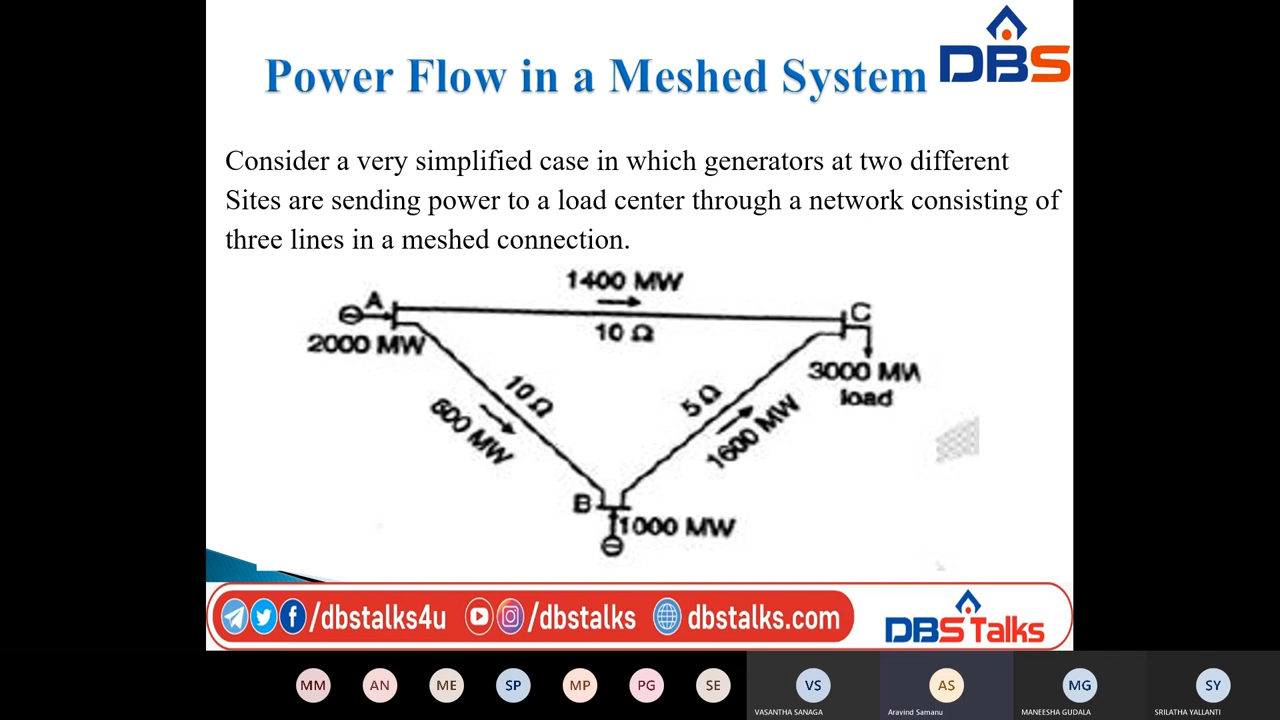 Power Flow in a Meshed System
DBS
Consider a very simplified case in which generators at two different
Sites are sending power to a load center through a network consisting of
three lines in a meshed connection.
1400 MW
A
C
10 Ω
2000 MW
3000 MW
load
10 Ω
5 Ω
600 MW
1600 MW
B
1000 MW
/dbstalks4u
/dbstalks
dbstalks.com
DBS Talks
MM
AN
ME
SP
MP
PG
SE
VS
AS
MG
SY
VASANTHA SANAGA
Aravind Samanu
MANEESHA GUDALA
SRILATHA YALLANTI